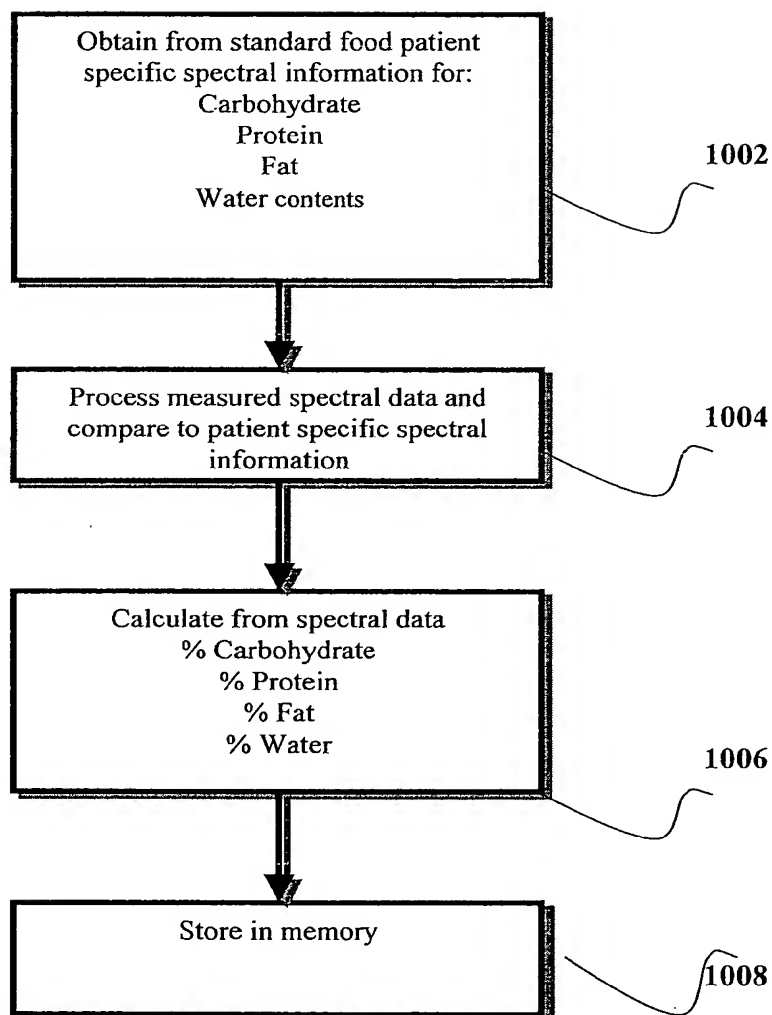 Obtain from standard food patient
specific spectral information for:
Carbohydrate
Protein
Fat
Water contents
1002
Process measured spectral data and
compare to patient specific spectral
information
1004
Calculate from spectral data
% Carbohydrate
% Protein
% Fat
% Water
1006
Store in memory
1008